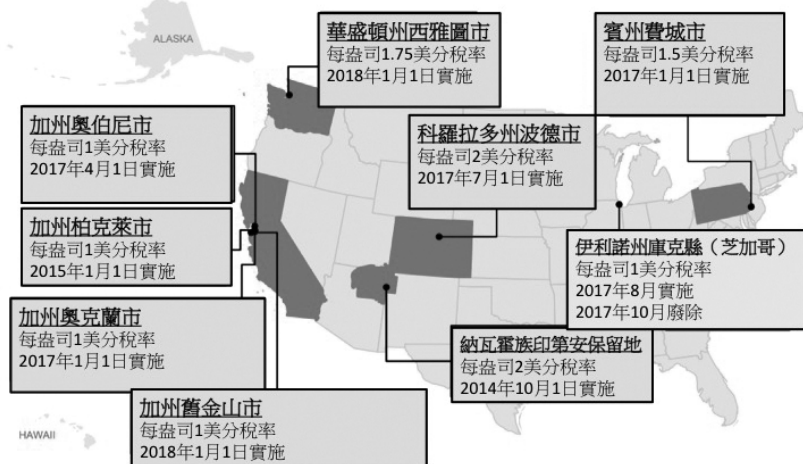 ALASKA
華盛頓州西雅圖市
每盎司1.75美分稅率
2018年1月1日實施
賓州費城市
每盎司1.5美分稅率
2017年1月1日實施
加州奧伯尼市
每盎司1美分稅率
2017年4月1日實施
科羅拉多州波德市
每盎司2美分稅率
2017年7月1日實施
加州柏克萊市
每盎司1美分稅率
2015年1月1日實施
伊利諾州庫克縣（芝加哥）
每盎司1美分稅率
2017年8月實施
2017年10月廢除
加州奧克蘭市
每盎司1美分稅率
2017年1月1日實施
納瓦霍族印第安保留地
每盎司2美分稅率
2014年10月1日實施
加州舊金山市
每盎司1美分稅率
2018年1月1日實施
HAWAII